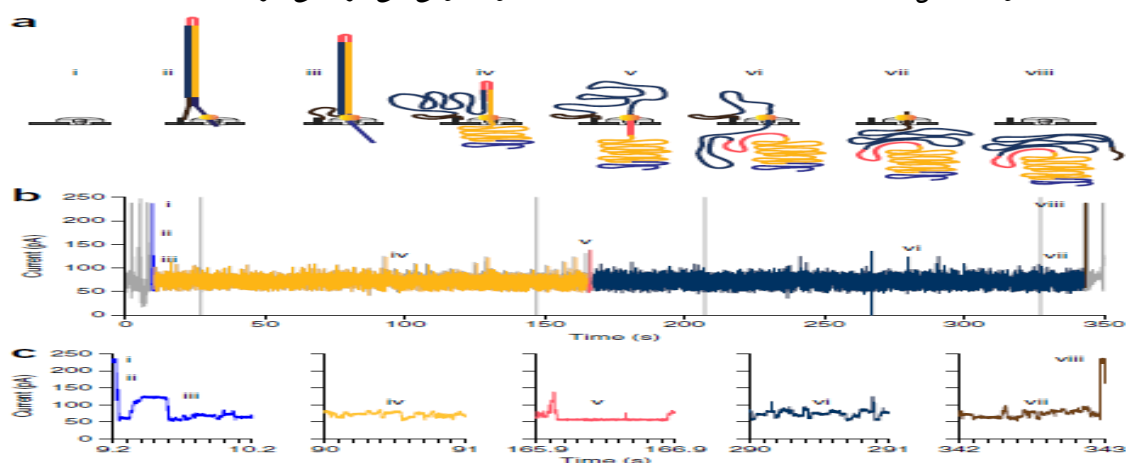 a
i ii iii iv v vi vii viii
b
250
200
150
100
50
0
Current (pA)
i
ii
iii
iv
v
vi
vii
viii
0 50 100 150 200 250 300 350
Time (s)
c
250
200
150
100
50
0
Current (pA)
i
ii
iii
iv
v
vi
vii
viii
9.2 10.2 90 91 165.9 166.9 290 291 342 343
Time (s)